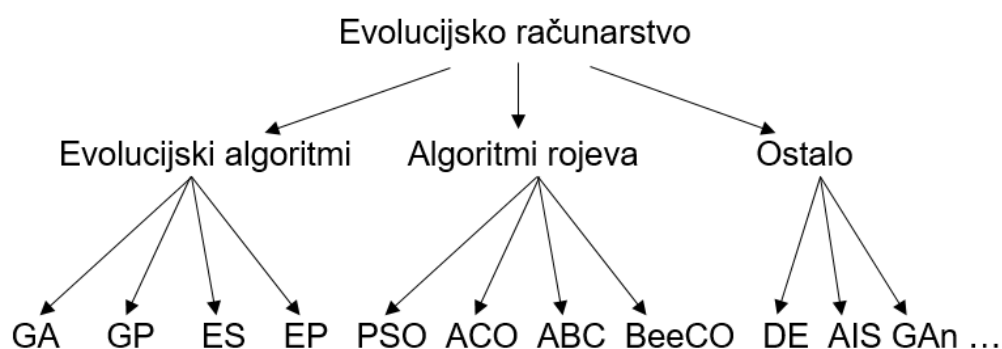 Evolucijsko računarstvo
Evolucijski algoritmi Algoritmi rojeva Ostalo
GA GP ES EP PSO ACO ABC BeeCO DE AIS GAn ...